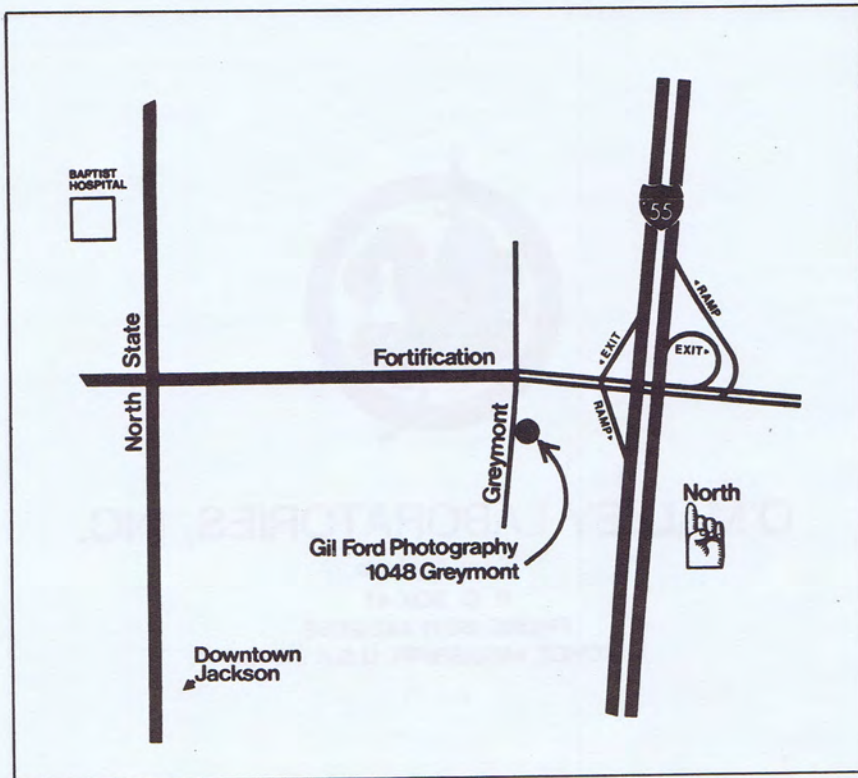 BAPTIST
HOSPITAL
55
RAMP
EXIT
EXIT
RAMP
North State
Fortification
Greymont
North
Gil Ford Photography
1048 Greymont
Downtown
Jackson